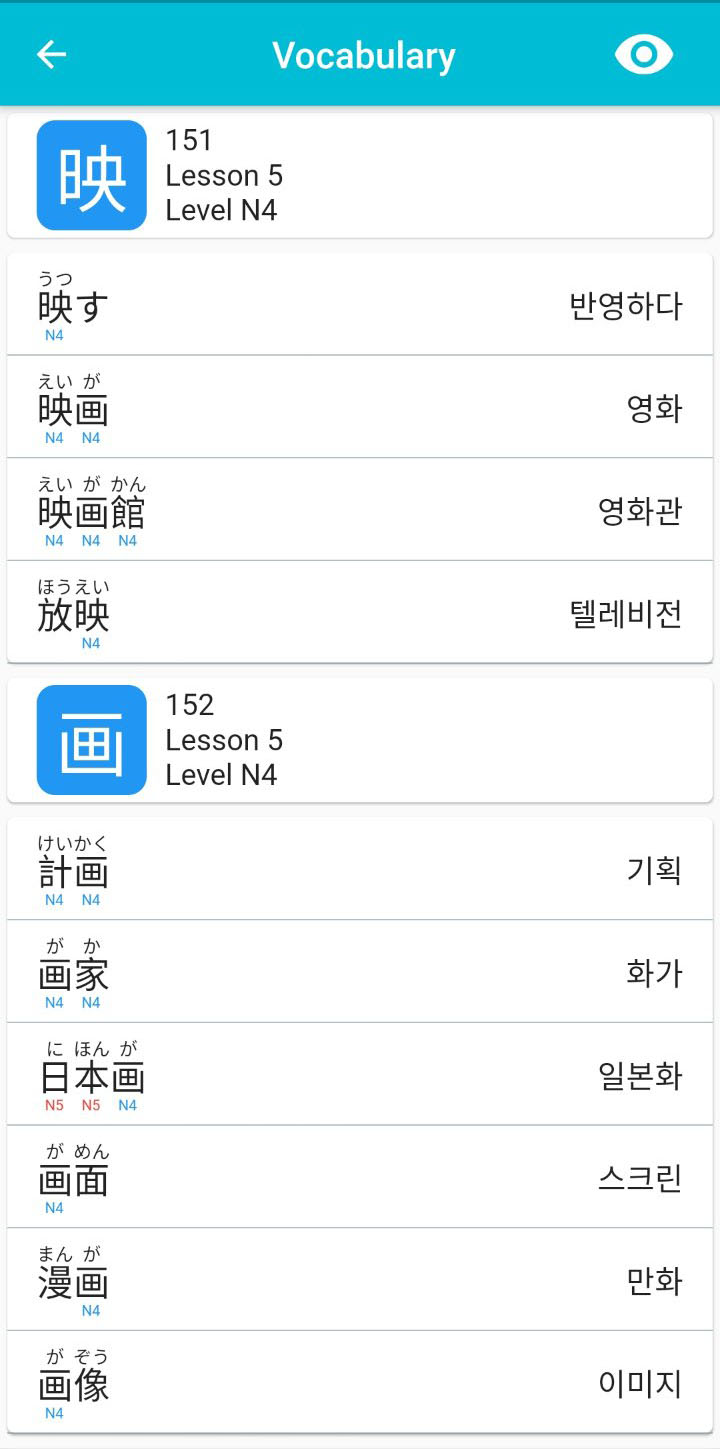 Vocabulary
映
151
Lesson 5
Level N4
うつ
映す
N4
반영하다
えい が
映画
N4 N4
영화
えい が かん
映画館
N4 N4 N4
영화관
ほうえい
放映
N4
텔레비전
画
152
Lesson 5
Level N4
けいかく
計画
N4 N4
기획
が か
画家
N4 N4
화가
に ほん が
日本画
N5 N5 N4
일본화
が めん
画面
N4
스크린
まん が
漫画
N4
만화
が ぞう
画像
N4
이미지